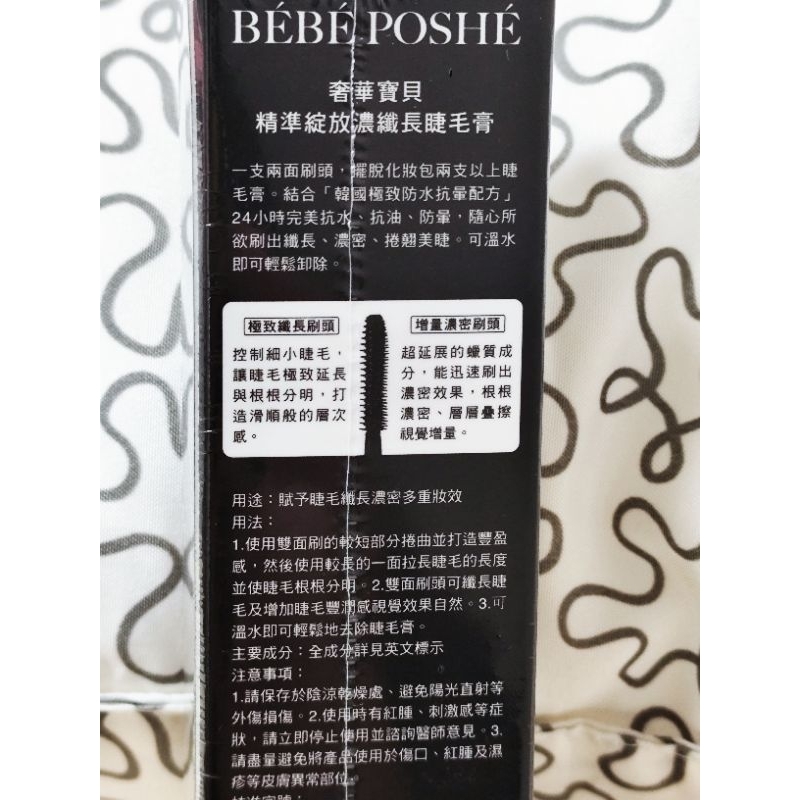 BÉBÉ POSHÉ
奢華寶貝
精準綻放濃纖長睫毛膏
一支兩面刷頭，擺脫化妝包兩支以上睫
毛膏。結合「韓國極致防水抗暈配方」
24小時完美抗水、抗油、防暈，隨心所
欲刷出纖長、濃密、捲翹美睫。可溫水
即可輕鬆卸除。
極致纖長刷頭
控制細小睫毛，
讓睫毛極致延長
與根根分明，打
造滑順般的層次
感。
增量濃密刷頭
超延展的蠟質成
分，能迅速刷出
濃密效果，根根
濃密、層層疊擦
視覺增量。
用途：賦予睫毛纖長濃密多重妝效
用法：
1.使用雙面刷的較短部分捲曲並打造豐盈
感，然後使用較長的一面拉長睫毛的長度
並使睫毛根根分明。2.雙面刷頭可纖長睫
毛及增加睫毛豐潤感視覺效果自然。3.可
溫水即可輕鬆地去除睫毛膏。
主要成分：全成分詳見英文標示
注意事項：
1.請保存於陰涼乾燥處、避免陽光直射等
外傷損傷。2.使用時有紅腫、刺激感等症
狀，請立即停止使用並諮詢醫師意見。3.
請盡量避免將產品使用於傷口、紅腫及濕
疹等皮膚異常部位。